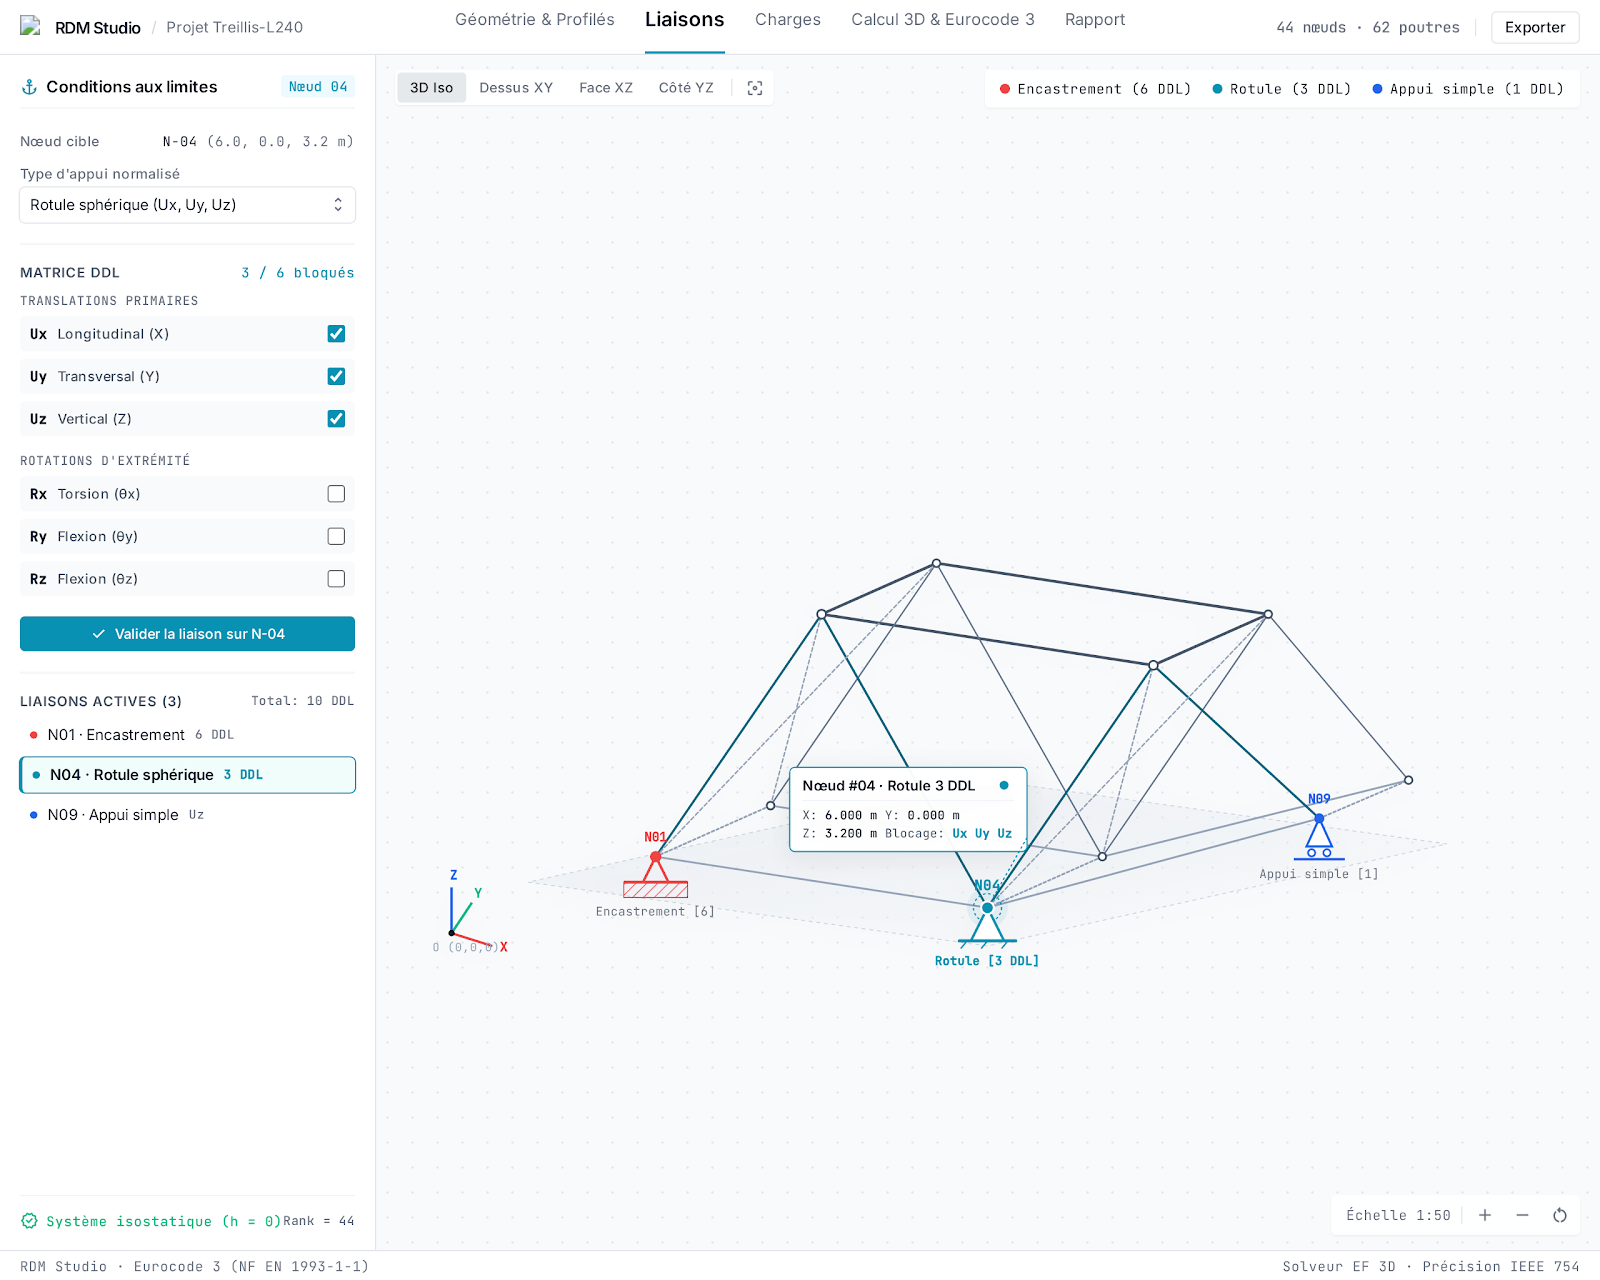 RDM Studio / Projet Treillis-L240
Géométrie & Profilés
Liaisons
Charges
Calcul 3D & Eurocode 3
Rapport
44 nœuds · 62 poutres
Exporter
Conditions aux limites
Nœud 04
Nœud cible
N-04 (6.0, 0.0, 3.2 m)
Type d'appui normalisé
Rotule sphérique (Ux, Uy, Uz)
MATRICE DDL
3 / 6 bloqués
TRANSLATIONS PRIMAIRES
Ux Longitudinal (X)
Uy Transversal (Y)
Uz Vertical (Z)
ROTATIONS D'EXTRÉMITÉ
Rx Torsion (θx)
Ry Flexion (θy)
Rz Flexion (θz)
Valider la liaison sur N-04
LIAISONS ACTIVES (3)
Total: 10 DDL
N01 · Encastrement 6 DDL
N04 · Rotule sphérique 3 DDL
N09 · Appui simple Uz
Système isostatique (h = 0)
Rank = 44
3D Iso
Dessus XY
Face XZ
Côté YZ
Encastrement (6 DDL)
Rotule (3 DDL)
Appui simple (1 DDL)
Nœud #04 · Rotule 3 DDL
X: 6.000 m Y: 0.000 m
Z: 3.200 m Blocage: Ux Uy Uz
N01
Encastrement [6]
N04
Rotule [3 DDL]
N09
Appui simple [1]
Z
Y
X
O (0,0,0)
Échelle 1:50
RDM Studio · Eurocode 3 (NF EN 1993-1-1)
Solveur EF 3D · Précision IEEE 754